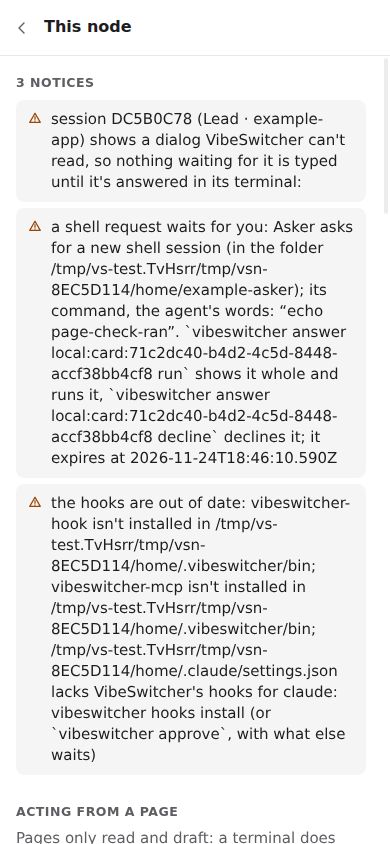 This node
3 NOTICES
session DC5B0C78 (Lead · example-
app) shows a dialog VibeSwitcher can't
read, so nothing waiting for it is typed
until it's answered in its terminal:
a shell request waits for you: Asker asks
for a new shell session (in the folder
/tmp/vs-test.TvHsrr/tmp/vsn-
8EC5D114/home/example-asker); its
command, the agent's words: “echo
page-check-ran”. `vibeswitcher answer
local:card:71c2dc40-b4d2-4c5d-8448-
accf38bb4cf8 run` shows it whole and
runs it, `vibeswitcher answer
local:card:71c2dc40-b4d2-4c5d-8448-
accf38bb4cf8 decline` declines it; it
expires at 2026-11-24T18:46:10.590Z
the hooks are out of date: vibeswitcher-
hook isn't installed in /tmp/vs-
test.TvHsrr/tmp/vsn-
8EC5D114/home/.vibeswitcher/bin;
vibeswitcher-mcp isn't installed in
/tmp/vs-test.TvHsrr/tmp/vsn-
8EC5D114/home/.vibeswitcher/bin;
/tmp/vs-test.TvHsrr/tmp/vsn-
8EC5D114/home/.claude/settings.json
lacks VibeSwitcher's hooks for claude:
vibeswitcher hooks install (or
`vibeswitcher approve`, with what else
waits)
ACTING FROM A PAGE
Pages only read and draft: a terminal does